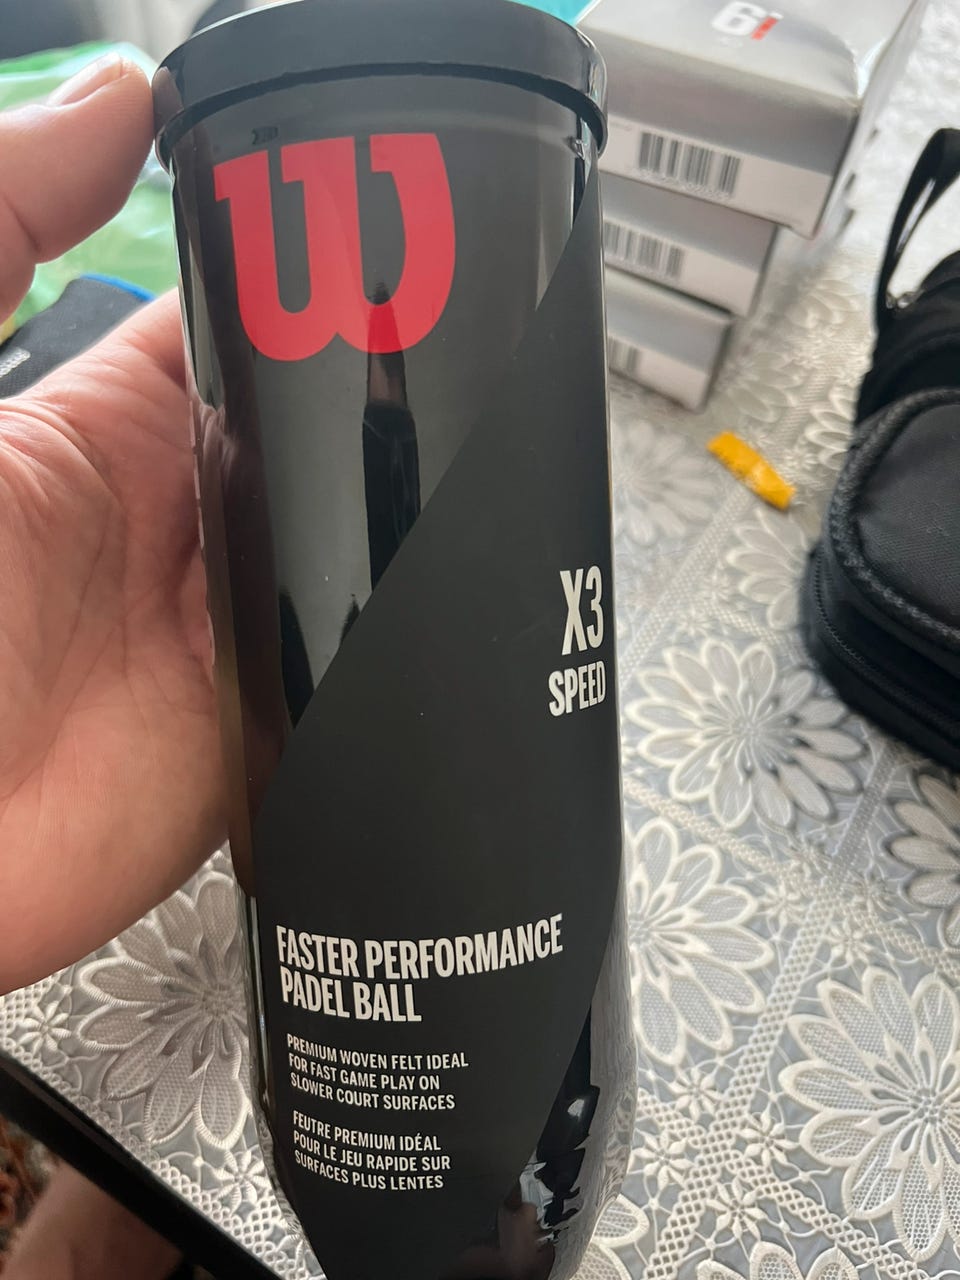 6i
W
X3
SPEED
FASTER PERFORMANCE
PADEL BALL
PREMIUM WOVEN FELT IDEAL
FOR FAST GAME PLAY ON
SLOWER COURT SURFACES
FEUTRE PREMIUM IDÉAL
POUR LE JEU RAPIDE SUR
SURFACES PLUS LENTES